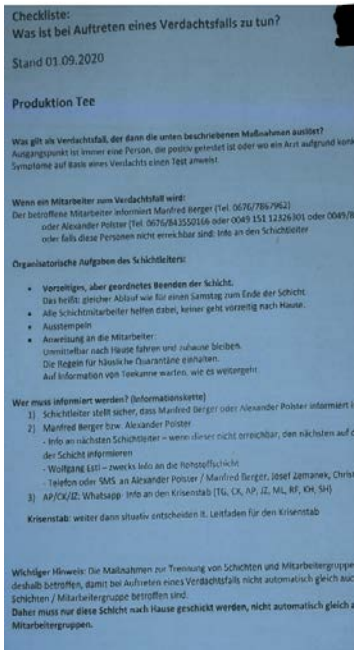 Checkliste:
Was ist bei Auftreten eines Verdachtsfalls zu tun?
Stand 01.09.2020
Produktion Tee
Was gilt als Verdachtsfall, der dann die unten beschriebenen Maßnahmen auslöst?
Ausgangspunkt ist immer eine Person, die positiv getestet ist oder wo ein Arzt aufgrund
Symptome auf Basis eines Verdachts einen Test anweist.
Wenn ein Mitarbeiter zum Verdachtsfall wird:
Der betroffene Mitarbeiter informiert Manfred Berger (Tel. 0676/7867962)
oder Alexander Polster (Tel. 0676/843550166 oder 0049 151 12326301 oder
oder falls diese Personen nicht erreichbar sind: Info an den Schichtleiter
Organisatorische Aufgaben des Schichtleiters:
• Vorzeitiges, aber geordnetes Beenden der Schicht.
Das heißt: gleicher Ablauf wie für einen Samstag zum Ende der Schicht
• Alle Schichtmitarbeiter helfen dabei, keiner geht vorzeitig nach Hause.
• Ausstempeln
• Anweisung an die Mitarbeiter:
Unmittelbar nach Hause fahren und zuhause bleiben.
Die Regeln für häusliche Quarantäne einhalten.
Auf Information von Teekanne warten, wie es weitergeht.
Wer muss informiert werden? (Informationskette)
1) Schichtleiter stellt sicher, dass Manfred Berger oder Alexander Polster informiert
2) Manfred Berger bzw. Alexander Polster
- Info an nächsten Schichtleiter – wenn dieser nicht erreichbar, den nächsten auf
der Schicht informieren
- Wolfgang Estl – zwecks Info an die Rohstoffschicht
- Telefon oder SMS an Alexander Polster / Manfred Berger, Josef Zemanek,
3) AP/CK/JZ: Whatsapp Info an den Krisenstab (TG, CK, AP, JZ, ML, RF, KH, SH)
Krisenstab: weiter dann situativ entscheiden lt. Leitfaden für den Krisenstab
Wichtiger Hinweis: Die Maßnahmen zur Trennung von Schichten und
deshalb betroffen, damit bei Auftreten eines Verdachtsfalls nicht automatisch gleich
Schichten / Mitarbeitergruppe betroffen sind.
Daher muss nur diese Schicht nach Hause geschickt werden, nicht automatisch gleich
Mitarbeitergruppen.